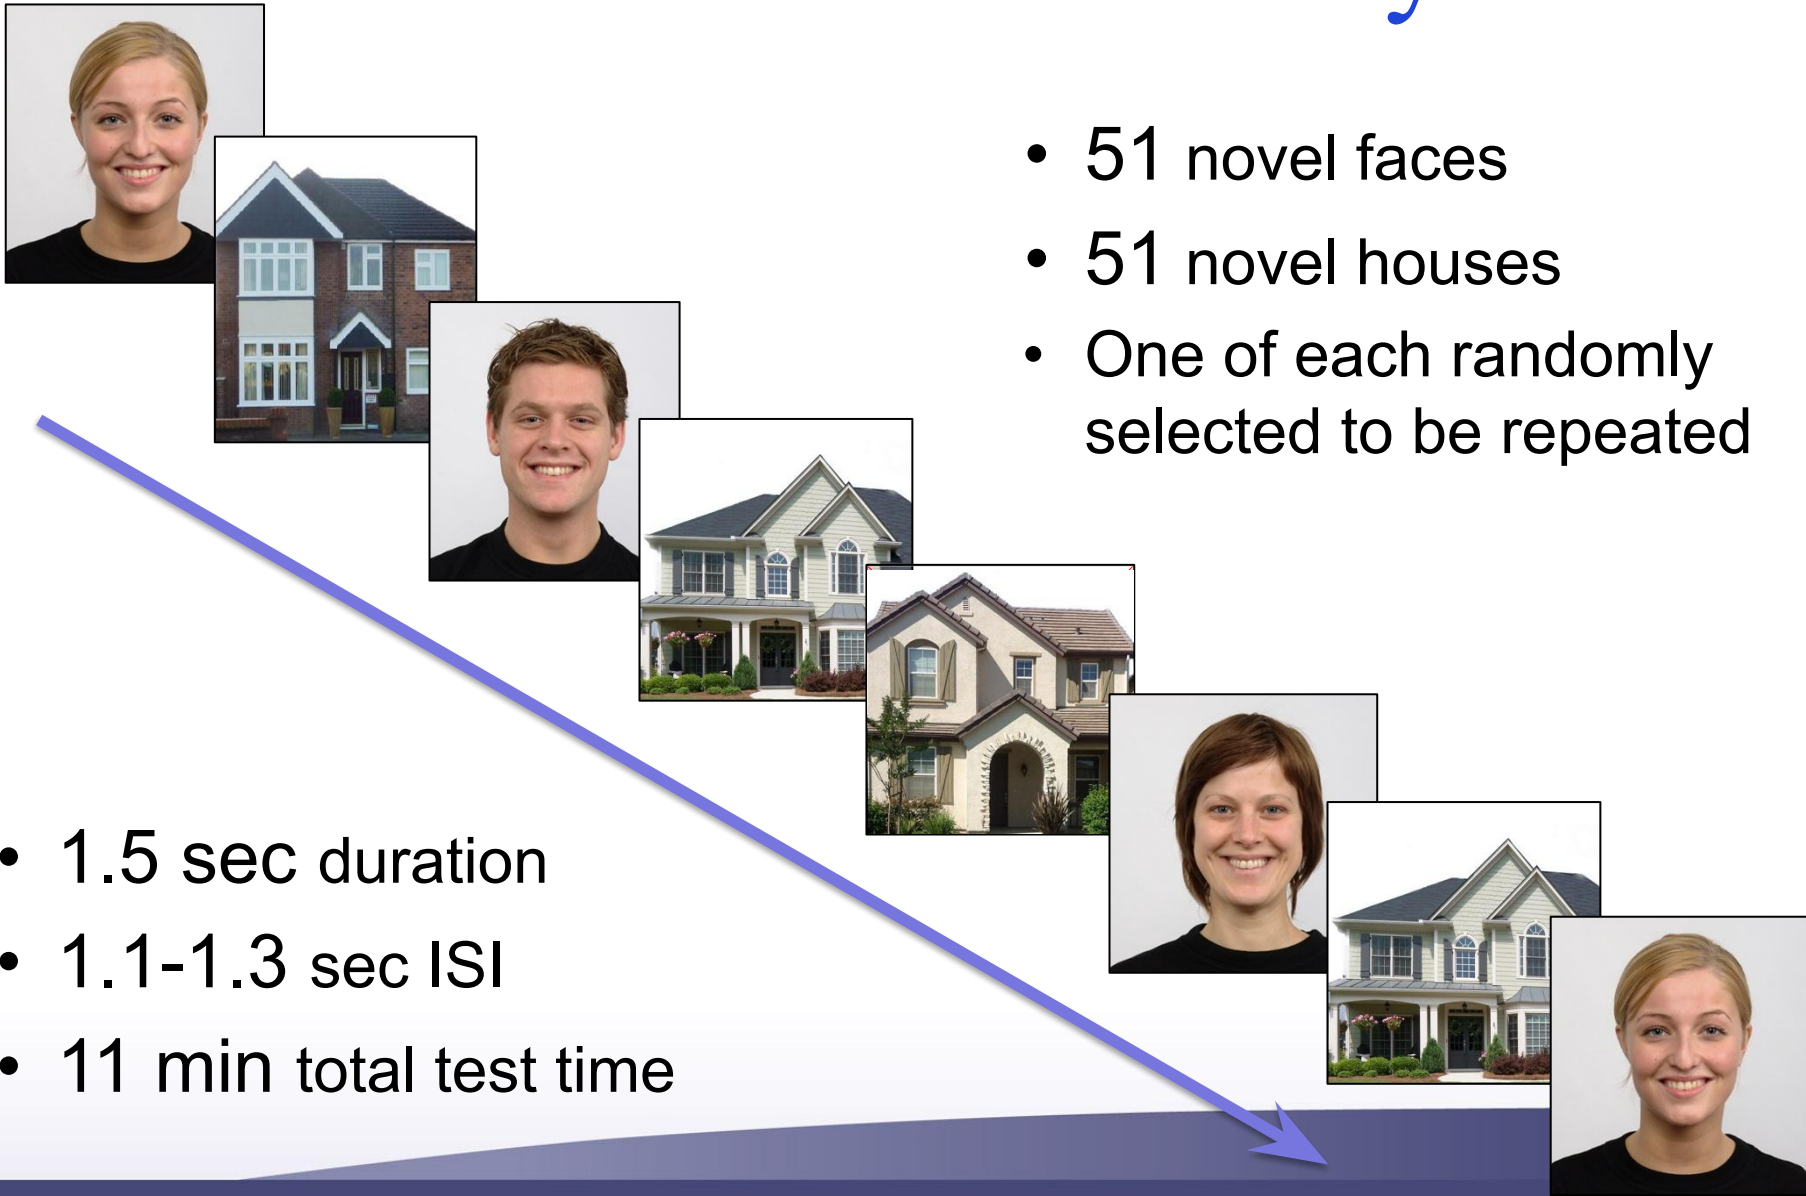 • 51 novel faces
• 51 novel houses
• One of each randomly
selected to be repeated
• 1.5 sec duration
• 1.1-1.3 sec ISI
• 11 min total test time